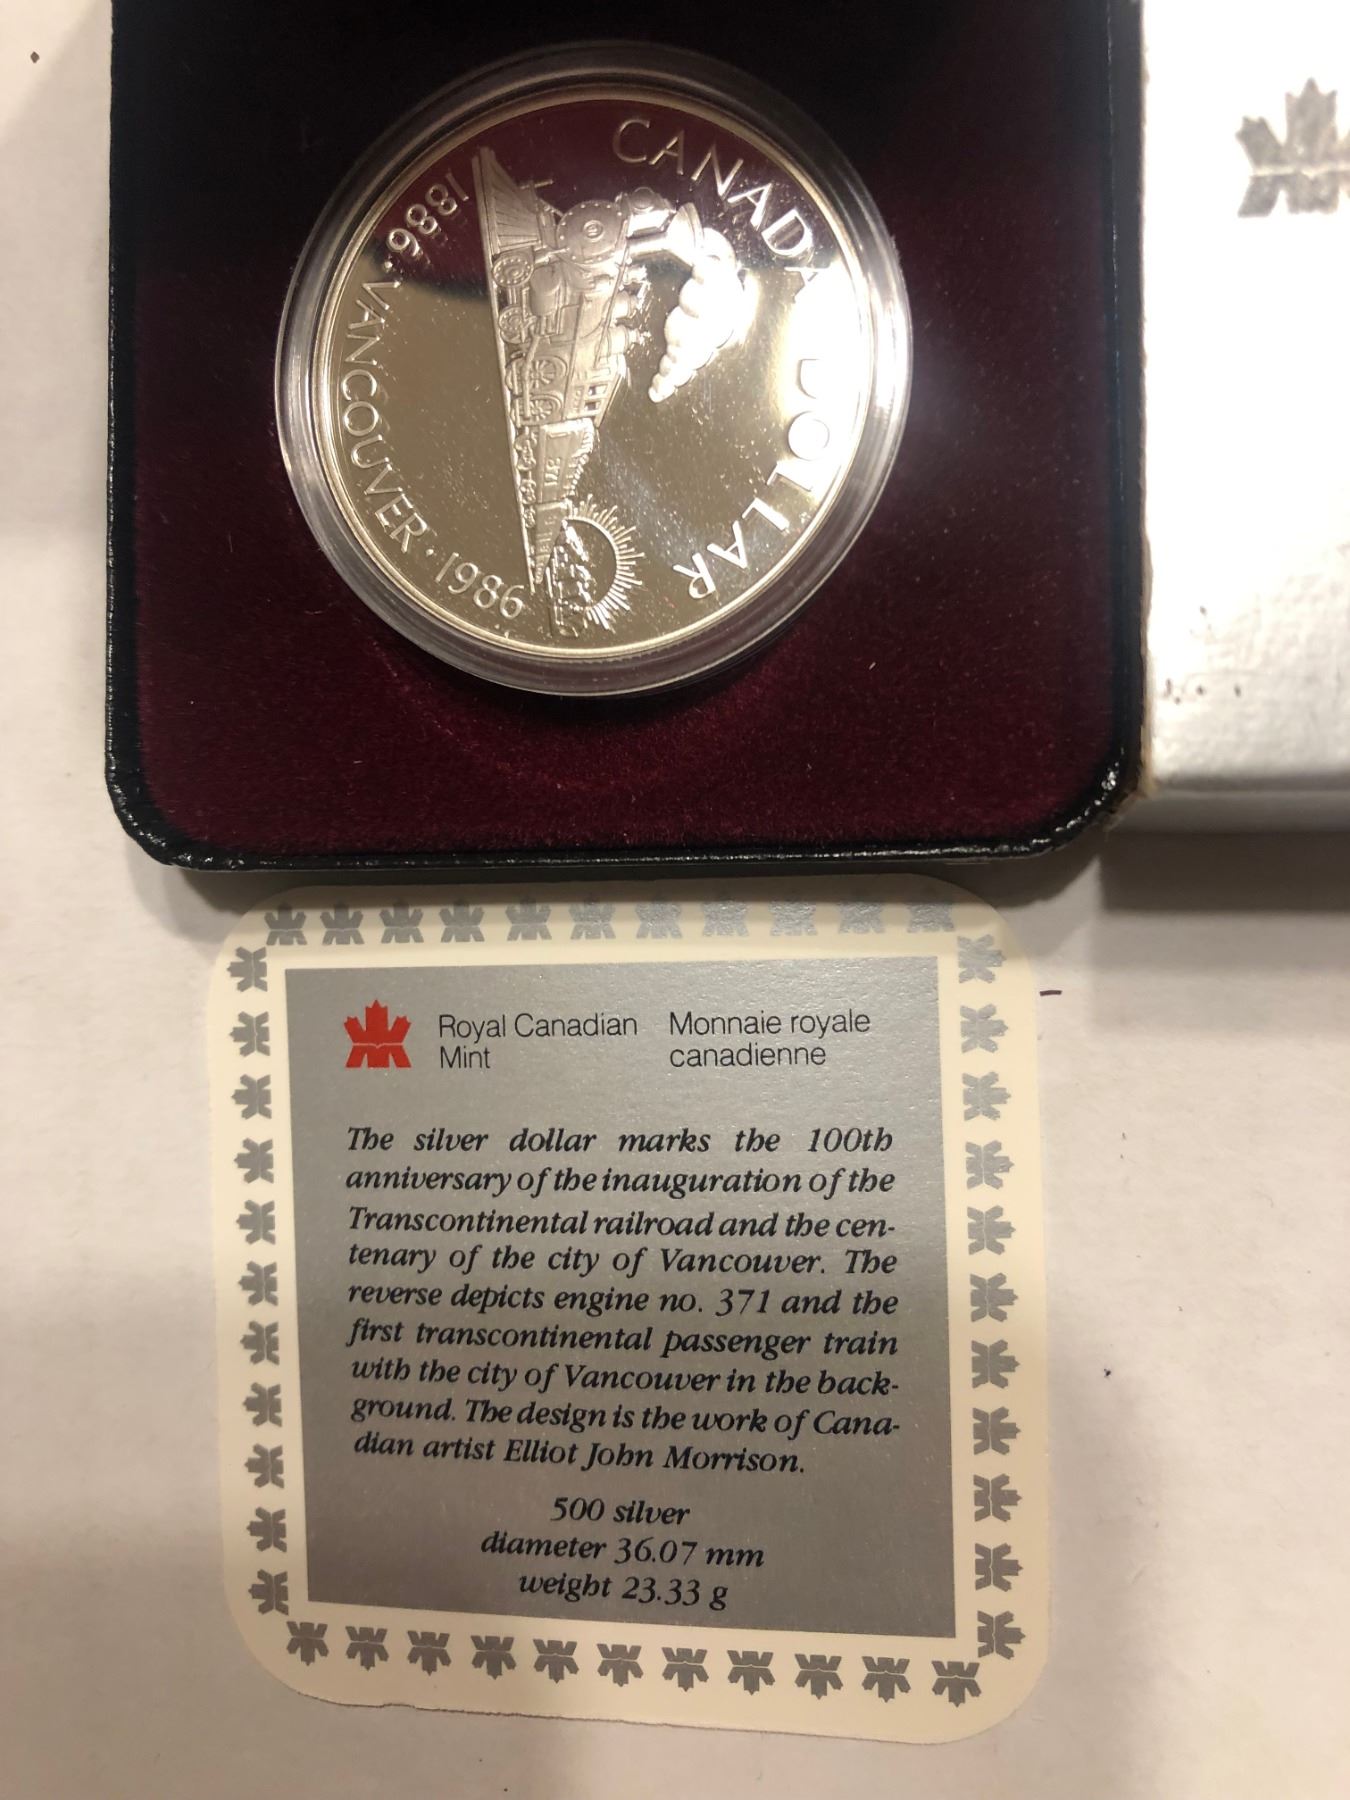 CANADA DOLLAR
1886 · VANCOUVER · 1986
371
Royal Canadian
Mint
Monnaie royale
canadienne
The silver dollar marks the 100th
anniversary of the inauguration of the
Transcontinental railroad and the cen-
tenary of the city of Vancouver. The
reverse depicts engine no. 371 and the
first transcontinental passenger train
with the city of Vancouver in the back-
ground. The design is the work of Cana-
dian artist Elliot John Morrison.
500 silver
diameter 36.07 mm
weight 23.33 g